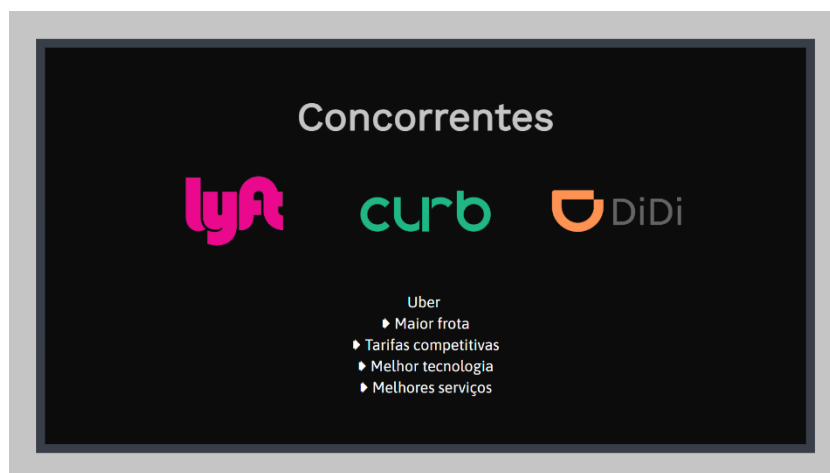 Concorrentes
lyft curb DiDi
Uber
❥ Maior frota
❥ Tarifas competitivas
❥ Melhor tecnologia
❥ Melhores serviços